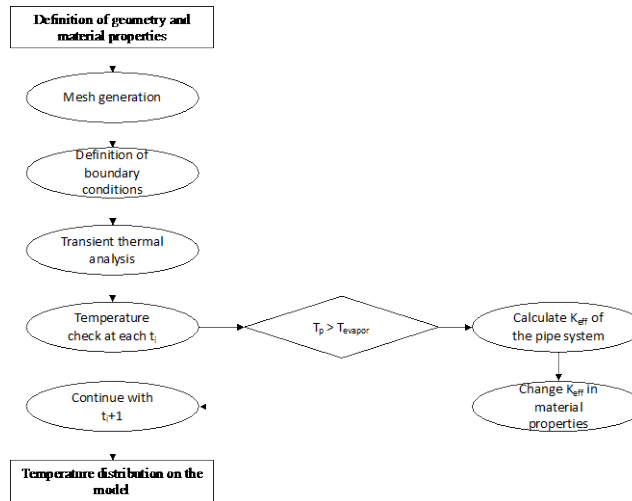 Definition of geometry and
material properties
Mesh generation
Definition of
boundary
conditions
Transient thermal
analysis
Temperature
check at each tᵢ
Tₚ > Tₑᵥₐₚₒᵣ
Calculate Kₑff of
the pipe system
Continue with
tᵢ+1
Change Kₑff in
material
properties
Temperature distribution on the
model